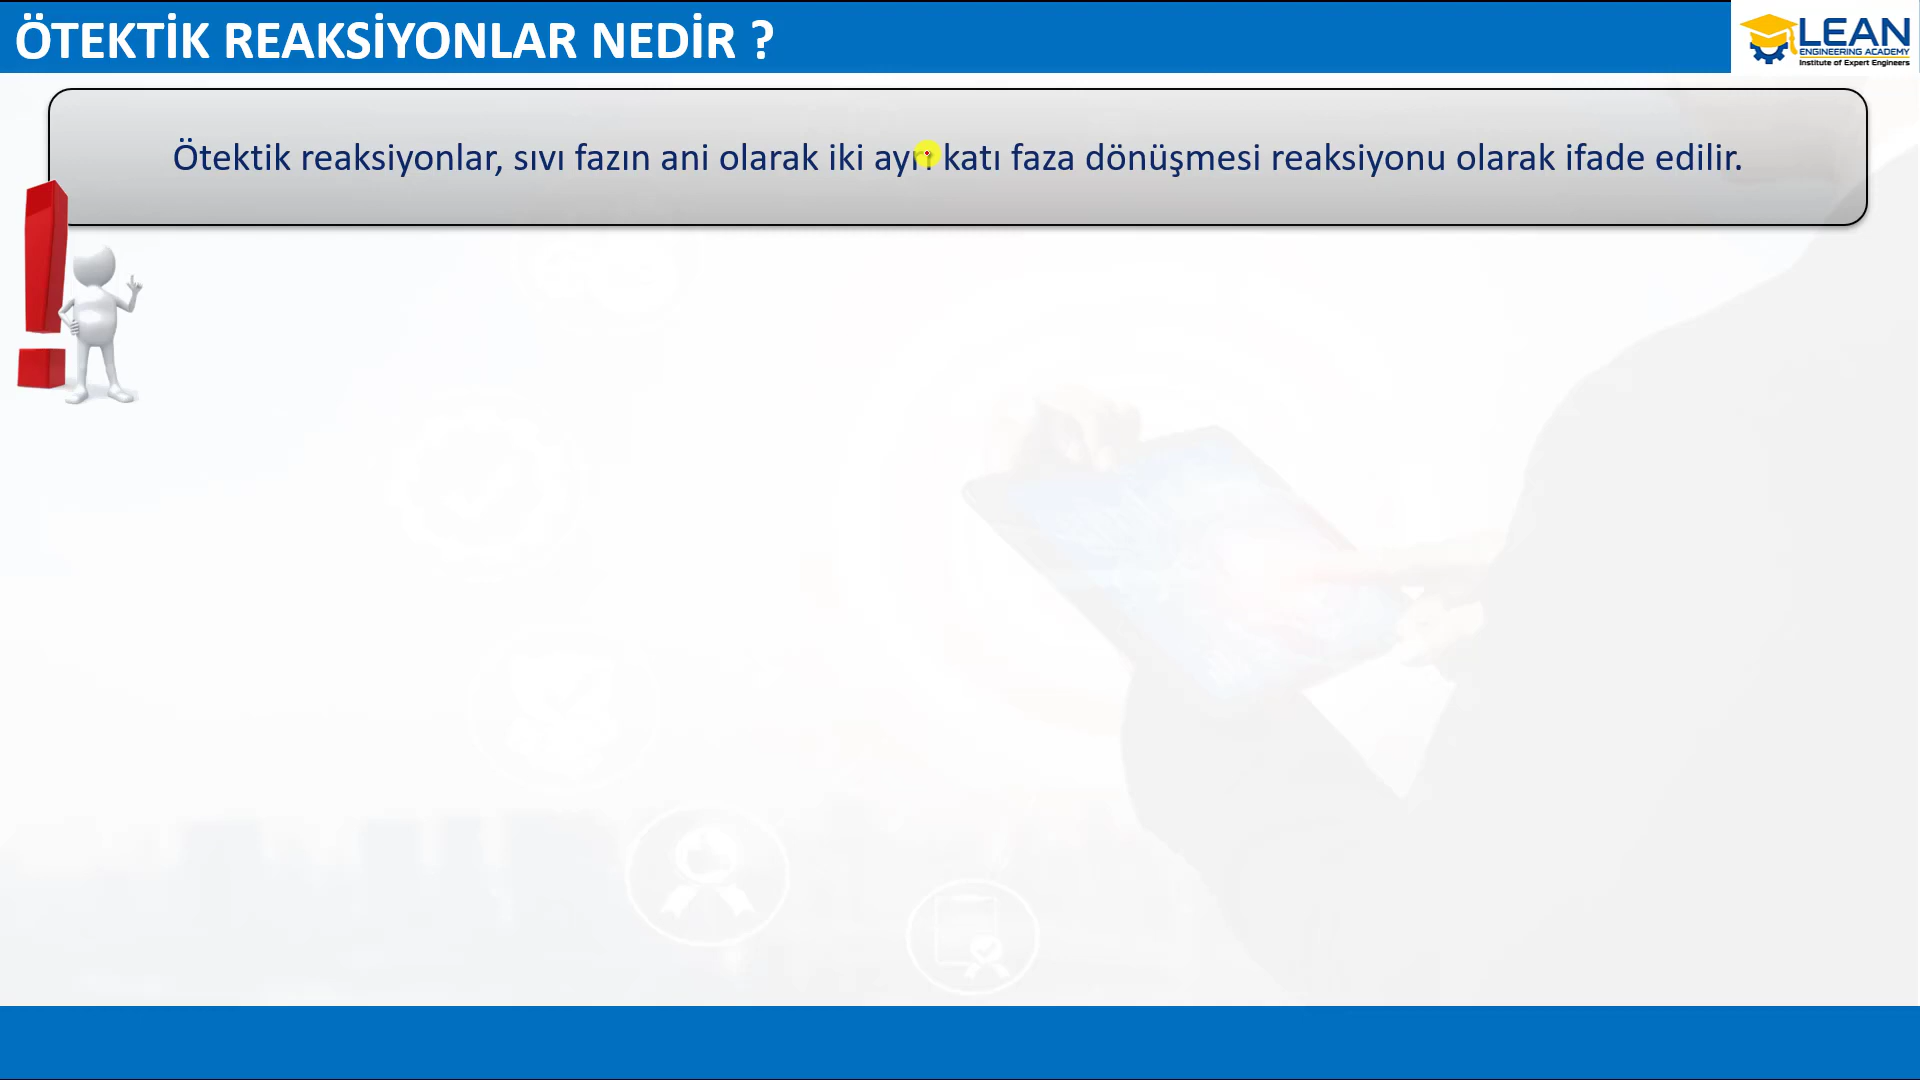 ÖTEKTİK REAKSİYONLAR NEDİR ?
LEAN
ENGINEERING ACADEMY
Institute of Expert Engineers
Ötektik reaksiyonlar, sıvı fazın ani olarak iki ayrı katı faza dönüşmesi reaksiyonu olarak ifade edilir.